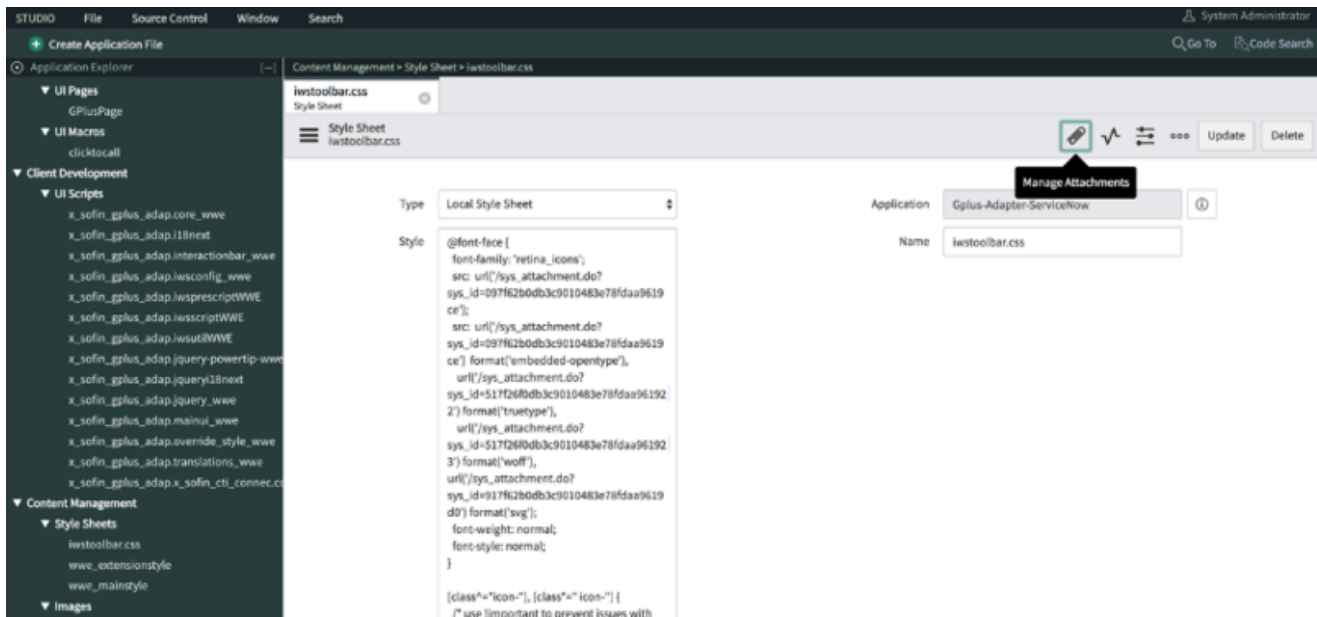 STUDIO File Source Control Window Search System Administrator
Create Application File Go To Code Search
Application Explorer [—] Content Management > Style Sheet > iwstoolbar.css
UI Pages
GPlusPage
UI Macros
clicktocall
Client Development
UI Scripts
x_sofin_gplus_adap.core_wwe
x_sofin_gplus_adap.i18next
x_sofin_gplus_adap.interactionbar_wwe
x_sofin_gplus_adap.iwsconfig_wwe
x_sofin_gplus_adap.iwsprescriptWWE
x_sofin_gplus_adap.iwsscriptWWE
x_sofin_gplus_adap.iwsutilWWE
x_sofin_gplus_adap.jquery-powertip-wwe
x_sofin_gplus_adap.jqueryi18next
x_sofin_gplus_adap.jquery_wwe
x_sofin_gplus_adap.mainui_wwe
x_sofin_gplus_adap.override_style_wwe
x_sofin_gplus_adap.translations_wwe
x_sofin_gplus_adap.x_sofin_cti_connec.co
Content Management
Style Sheets
iwstoolbar.css
wwe_extensionstyle
wwe_mainstyle
Images
iwstoolbar.css
Style Sheet
Style Sheet
iwstoolbar.css
Update Delete
Manage Attachments
Type Local Style Sheet
Application Gplus-Adapter-ServiceNow
Name iwstoolbar.css
Style @font-face {
font-family: 'retina_icons';
src: url('/sys_attachment.do?
sys_id=097f62b0db3c9010483e78fdaa9619
ce');
src: url('/sys_attachment.do?
sys_id=097f62b0db3c9010483e78fdaa9619
ce') format('embedded-opentype'),
url('/sys_attachment.do?
sys_id=517f26f0db3c9010483e78fdaa96192
2') format('truetype'),
url('/sys_attachment.do?
sys_id=517f26f0db3c9010483e78fdaa96192
3') format('woff'),
url('/sys_attachment.do?
sys_id=917f62b0db3c9010483e78fdaa9619
d0') format('svg');
font-weight: normal;
font-style: normal;
}
[class^="icon-"], [class*=" icon-"] {
/* use !important to prevent issues with